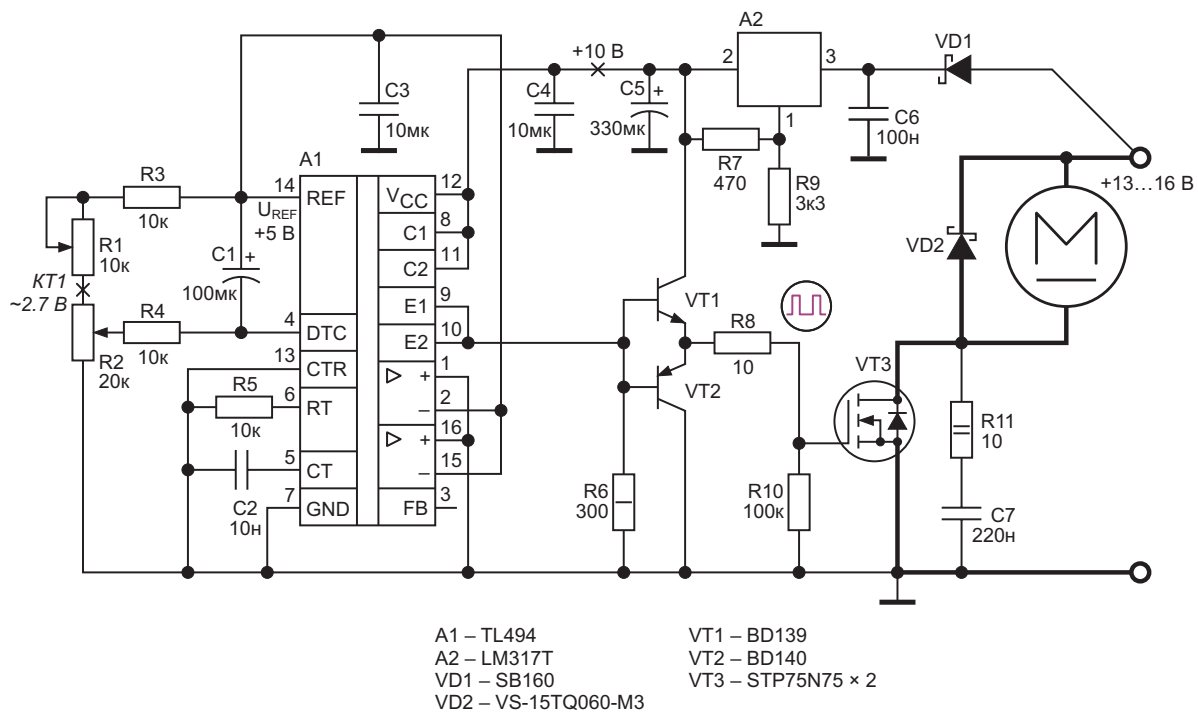 A2
+10 В
2
3
VD1
C3
10мк
C4
10мк
C5
+
330мк
1
C6
100н
R7
470
R9
3к3
+13…16 В
A1
R3
10к
14
REF
U_REF
+5 В
V_CC
12
C1
8
C2
11
E1
9
E2
10
R1
10к
КТ1
~2.7 В
C1
+
100мк
R4
10к
4
DTC
R2
20к
13
CTR
R5
10к
6
RT
5
CT
C2
10н
7
GND
▷
+
1
–
2
▷
+
16
–
15
FB
3
VT1
VT2
R8
10
R6
300
R10
100к
VT3
VD2
M
R11
10
C7
220н
A1 – TL494
A2 – LM317T
VD1 – SB160
VD2 – VS-15TQ060-M3
VT1 – BD139
VT2 – BD140
VT3 – STP75N75 × 2